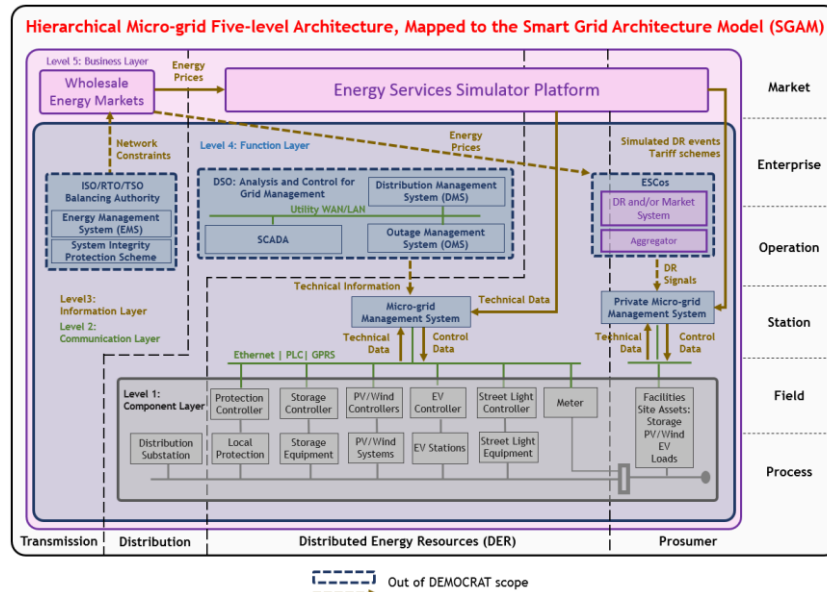 Hierarchical Micro-grid Five-level Architecture, Mapped to the Smart Grid Architecture Model (SGAM)
Level 5: Business Layer
Wholesale
Energy Markets
Energy
Prices
Energy Services Simulator Platform
Market
Network
Constraints
Level 4: Function Layer
Energy
Prices
Simulated DR events
Tariff schemes
Enterprise
ISO/RTO/TSO
Balancing Authority
Energy Management
System (EMS)
System Integrity
Protection Scheme
DSO: Analysis and Control for
Grid Management
Distribution Management
System (DMS)
Utility WAN/LAN
SCADA
Outage Management
System (OMS)
ESCos
DR and/or Market
System
Aggregator
Operation
Technical Information
DR
Signals
Level3:
Information Layer
Level 2:
Communication Layer
Micro-grid
Management System
Technical Data
Private Micro-grid
Management System
Station
Technical
Data
Control
Data
Technical
Data
Control
Data
Ethernet | PLC| GPRS
Level 1:
Component Layer
Protection
Controller
Storage
Controller
PV/Wind
Controllers
EV
Controller
Street Light
Controller
Meter
Facilities
Site Assets:
Storage
PV/Wind
EV
Loads
Field
Distribution
Substation
Local
Protection
Storage
Equipment
PV/Wind
Systems
EV Stations
Street Light
Equipment
Process
Transmission
Distribution
Distributed Energy Resources (DER)
Prosumer
Out of DEMOCRAT scope